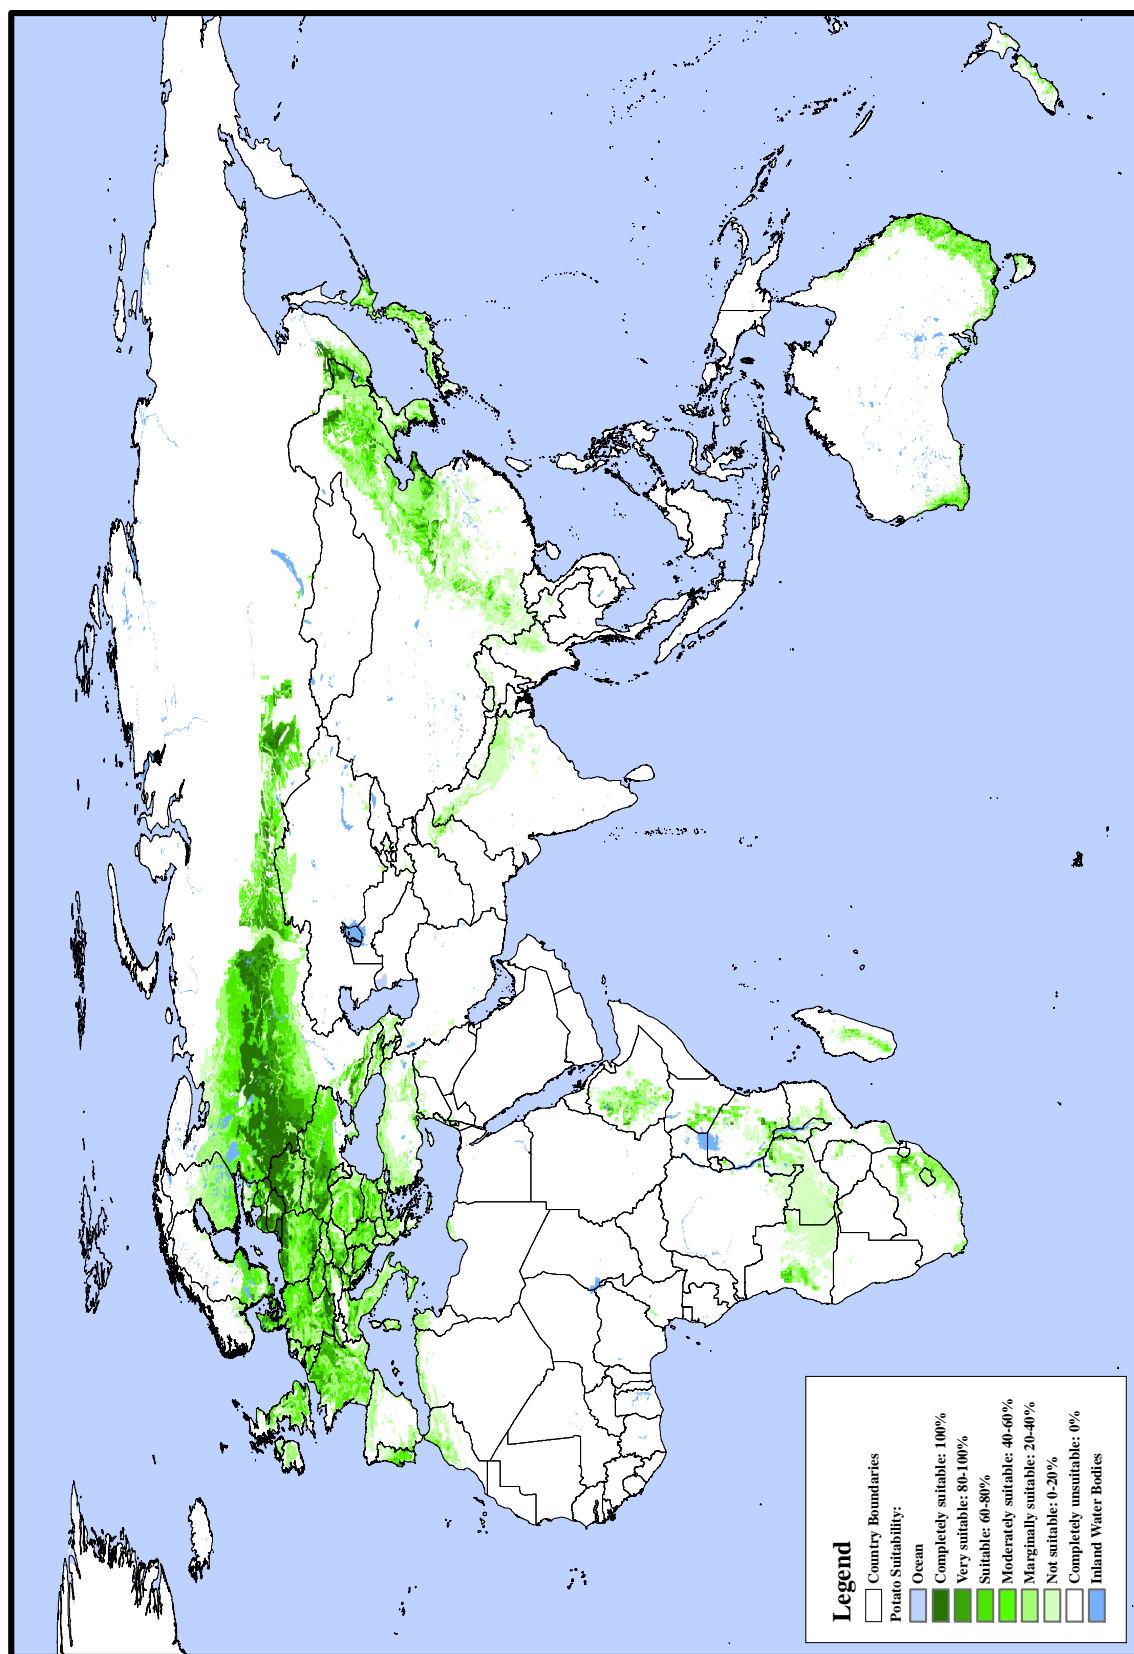 Legend
Country Boundaries
Potato Suitability:
Ocean
Completely suitable: 100%
Very suitable: 80-100%
Suitable: 60-80%
Moderately suitable: 40-60%
Marginally suitable: 20-40%
Not suitable: 0-20%
Completely unsuitable: 0%
Inland Water Bodies